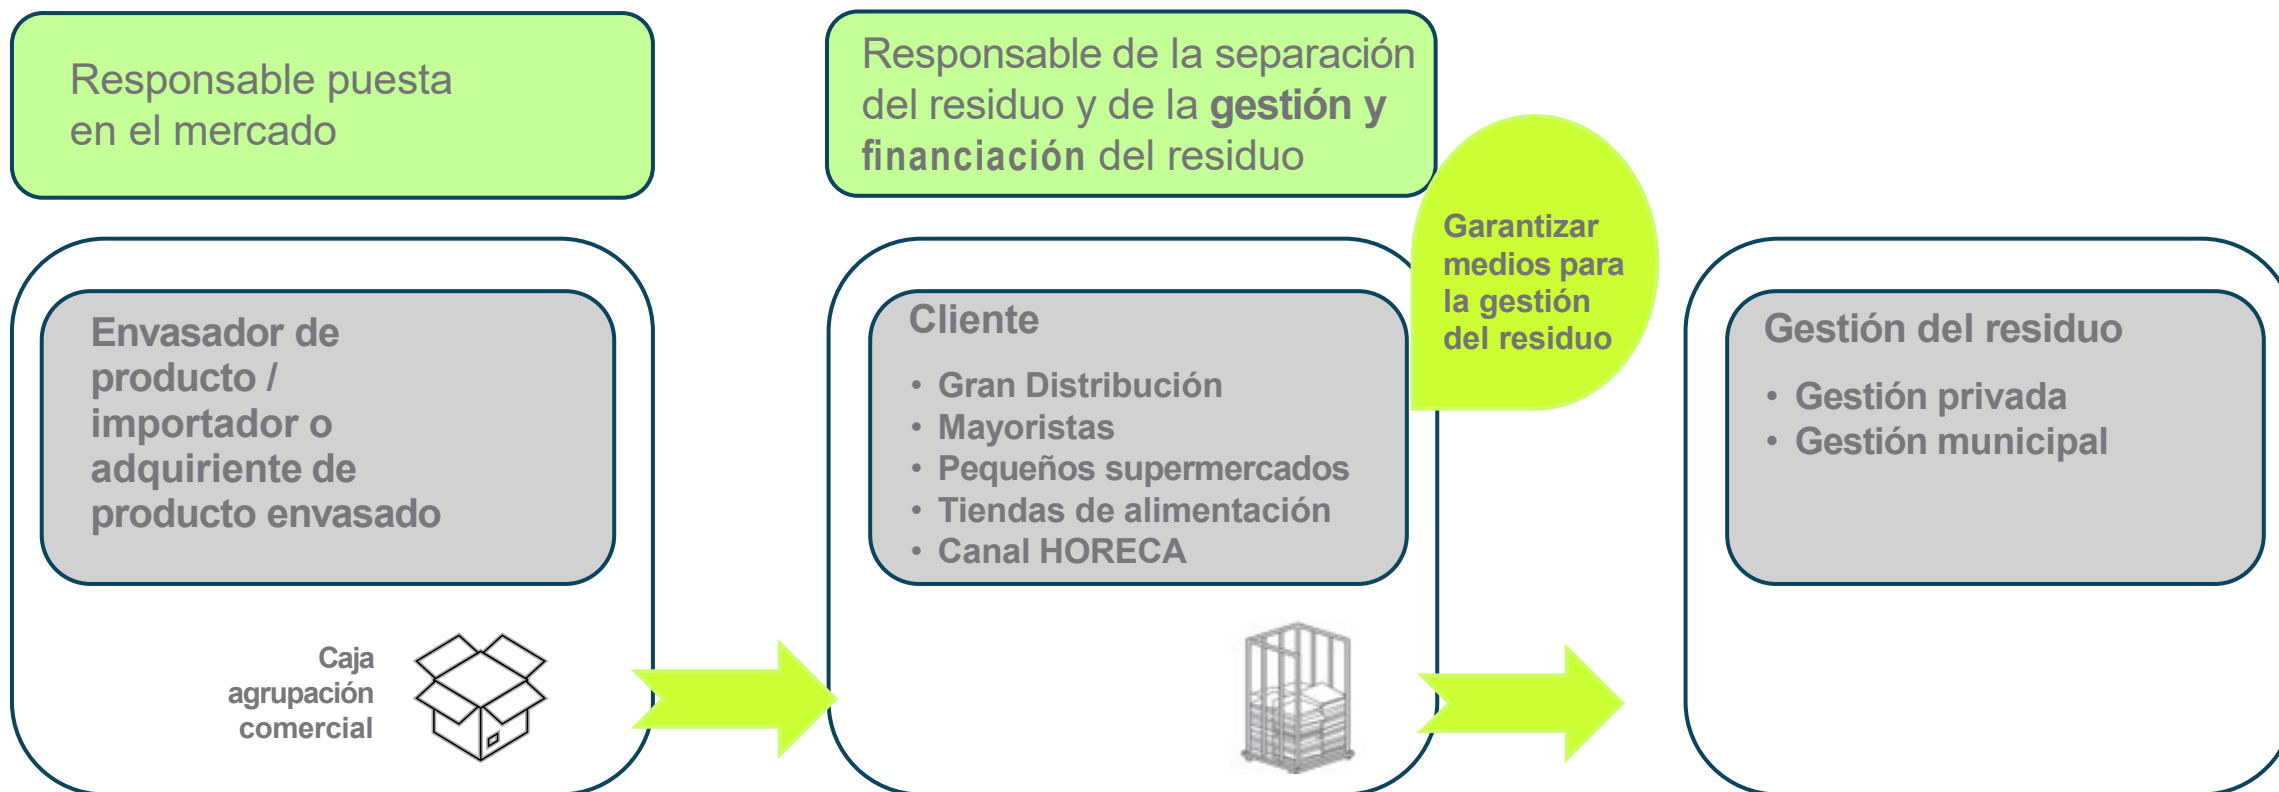 Responsable puesta
en el mercado
Responsable de la separación
del residuo y de la gestión y
financiación del residuo
Garantizar
medios para
la gestión
del residuo
Envasador de
producto /
importador o
adquiriente de
producto envasado
Caja
agrupación
comercial
Cliente
• Gran Distribución
• Mayoristas
• Pequeños supermercados
• Tiendas de alimentación
• Canal HORECA
Gestión del residuo
• Gestión privada
• Gestión municipal